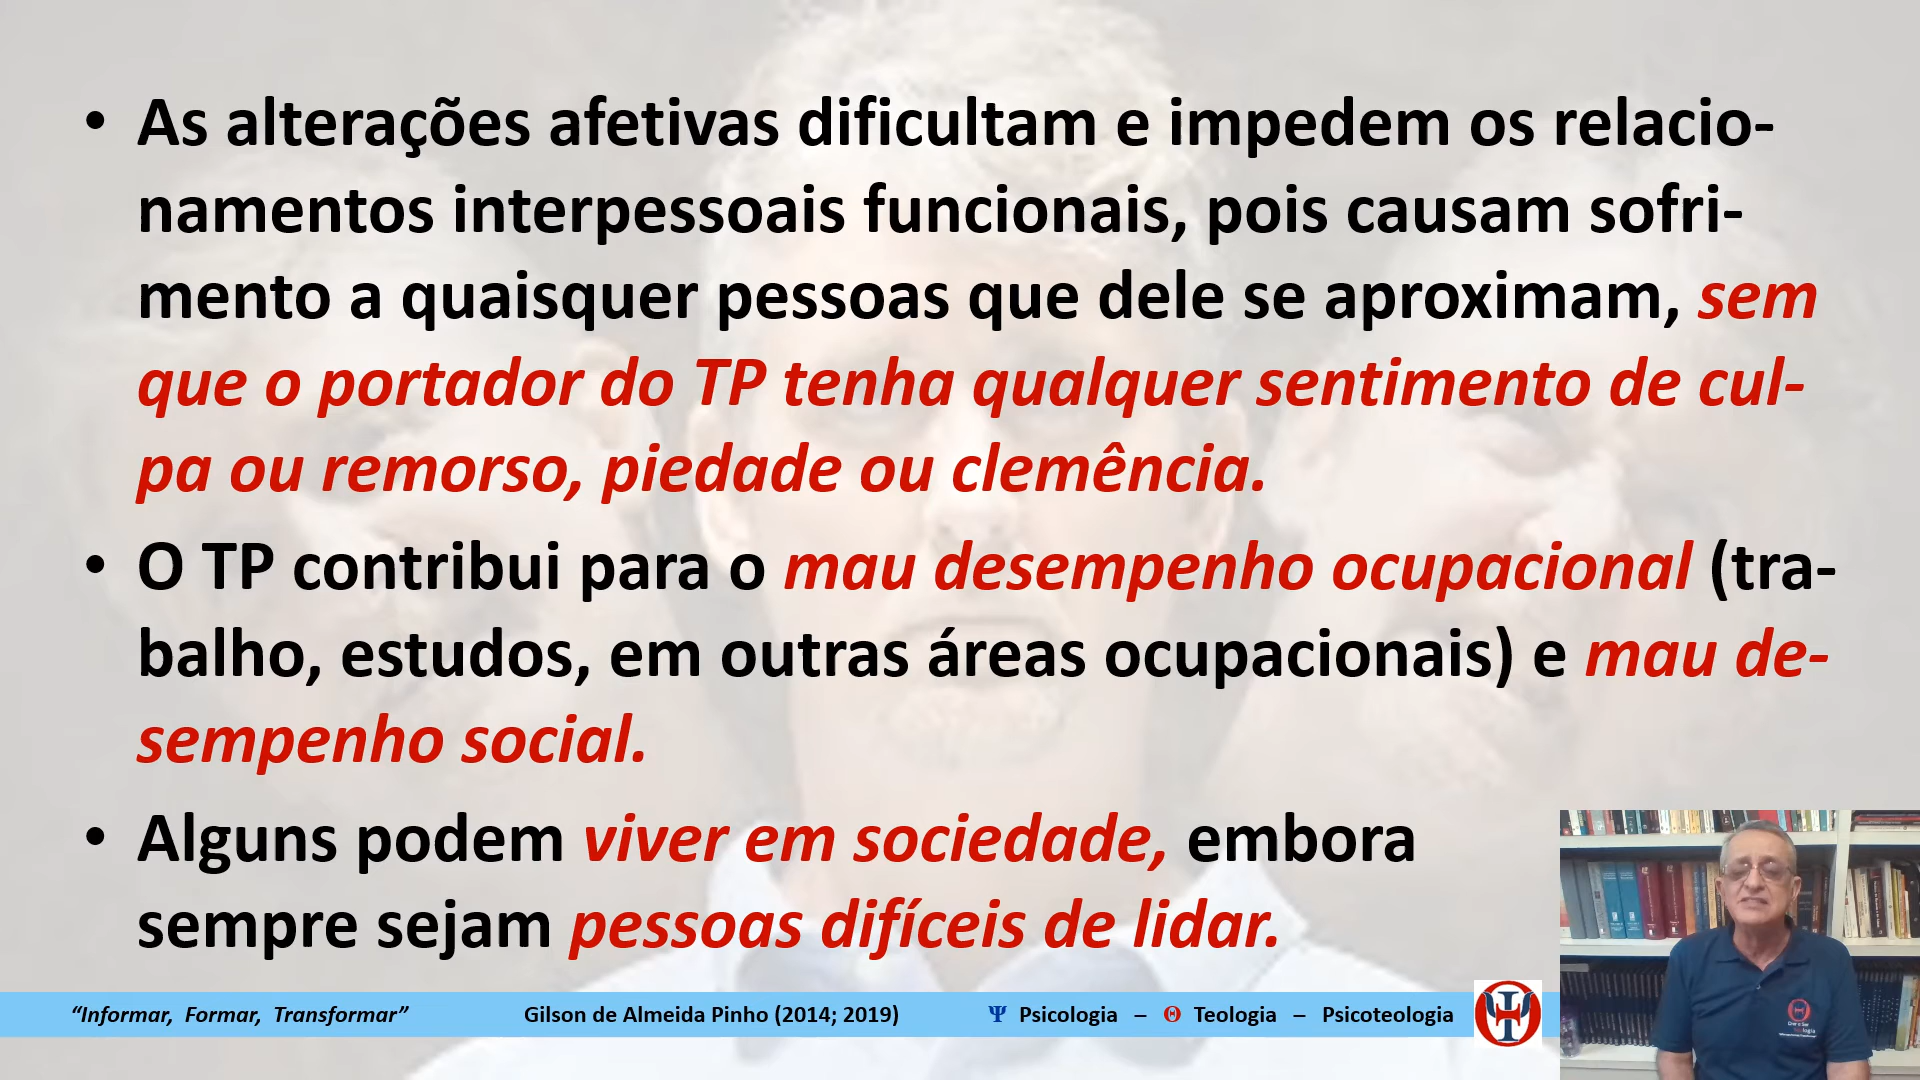 • As alterações afetivas dificultam e impedem os relacio-
namentos interpessoais funcionais, pois causam sofri-
mento a quaisquer pessoas que dele se aproximam, sem
que o portador do TP tenha qualquer sentimento de cul-
pa ou remorso, piedade ou clemência.
• O TP contribui para o mau desempenho ocupacional (tra-
balho, estudos, em outras áreas ocupacionais) e mau de-
sempenho social.
• Alguns podem viver em sociedade, embora
sempre sejam pessoas difíceis de lidar.
“Informar, Formar, Transformar” Gilson de Almeida Pinho (2014; 2019) Ψ Psicologia – Θ Teologia – Psicoteologia